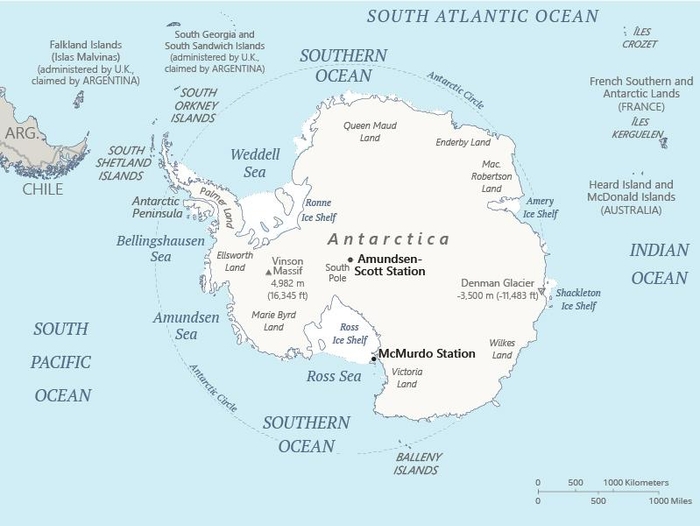 SOUTH ATLANTIC OCEAN
Falkland Islands
(Islas Malvinas)
(administered by U.K.,
claimed by ARGENTINA)
South Georgia and
South Sandwich Islands
(administered by U.K.,
claimed by ARGENTINA)
SOUTHERN
OCEAN
Antarctic Circle
ÎLES
CROZET
French Southern and
Antarctic Lands
(FRANCE)
ÎLES
KERGUELEN
SOUTH
ORKNEY
ISLANDS
ARG.
CHILE
SOUTH
SHETLAND
ISLANDS
Weddell
Sea
Queen Maud
Land
Enderby Land
Mac.
Robertson
Land
Heard Island and
McDonald Islands
(AUSTRALIA)
Antarctic
Peninsula
Palmer Land
Ronne
Ice Shelf
Amery
Ice Shelf
Bellingshausen
Sea
Antarctica
INDIAN
OCEAN
Ellsworth
Land
Vinson
Massif
4,982 m
(16,345 ft)
South
Pole
Amundsen-
Scott Station
Denman Glacier
-3,500 m (-11,483 ft)
Shackleton
Ice Shelf
Amundsen
Sea
Marie Byrd
Land
Ross
Ice Shelf
SOUTH
PACIFIC
OCEAN
McMurdo Station
Wilkes
Land
Ross Sea
Victoria
Land
Antarctic Circle
SOUTHERN
OCEAN
BALLENY
ISLANDS
0 500 1000 Kilometers
0 500 1000 Miles